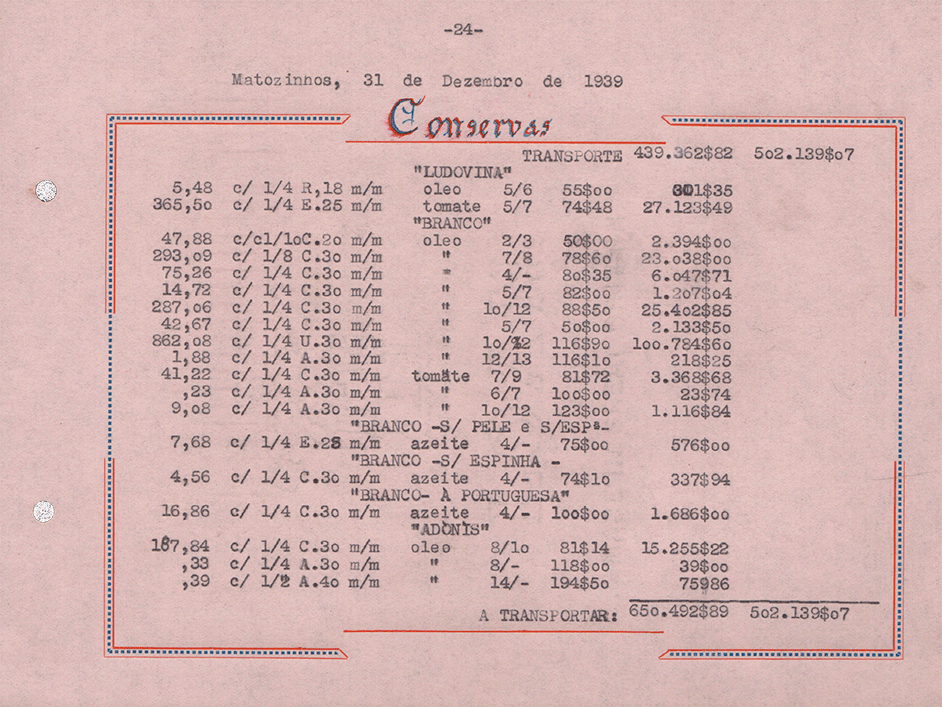 -24-
Matozinhos, 31 de Dezembro de 1939
Conservas
TRANSPORTE 439.362$82 5o2.139$o7
"LUDOVINA"
5,48 c/ 1/4 R,18 m/m oleo 5/6 55$oo 301$35
365,5o c/ 1/4 E.25 m/m tomate 5/7 74$48 27.123$49
"BRANCO"
47,88 c/cl/loC.2o m/m oleo 2/3 50$00 2.394$oo
293,o9 c/ 1/8 C.3o m/m " 7/8 78$6o 23.o38$oo
75,26 c/ 1/4 C.3o m/m " 4/- 8o$35 6.o47$71
14,72 c/ 1/4 C.3o m/m " 5/7 82$oo 1.2o7$o4
287,o6 c/ 1/4 C.3o m/m " lo/12 88$5o 25.4o2$85
42,67 c/ 1/4 C.3o m/m " 5/7 5o$oo 2.133$5o
862,o8 c/ 1/4 U.3o m/m " lo/12 116$9o loo.784$6o
1,88 c/ 1/4 A.3o m/m " 12/13 116$lo 218$25
41,22 c/ 1/4 C.3o m/m tomate 7/9 81$72 3.368$68
,23 c/ 1/4 A.3o m/m " 6/7 loo$oo 23$74
9,o8 c/ 1/4 A.3o m/m " lo/12 123$oo 1.116$84
"BRANCO -S/ PELE e S/ESPª-
7,68 c/ 1/4 E.25 m/m azeite 4/- 75$oo 576$oo
"BRANCO -S/ ESPINHA -
4,56 c/ 1/4 C.3o m/m azeite 4/- 74$lo 337$94
"BRANCO- À PORTUGUESA"
16,86 c/ 1/4 C.3o m/m azeite 4/- loo$oo 1.686$oo
"ADONIS"
187,84 c/ 1/4 C.3o m/m oleo 8/lo 81$14 15.255$22
,33 c/ 1/4 A.3o m/m " 8/- 118$oo 39$oo
,39 c/ 1/2 A.4o m/m " 14/- 194$5o 75$86
A TRANSPORTAR: 65o.492$89 5o2.139$o7